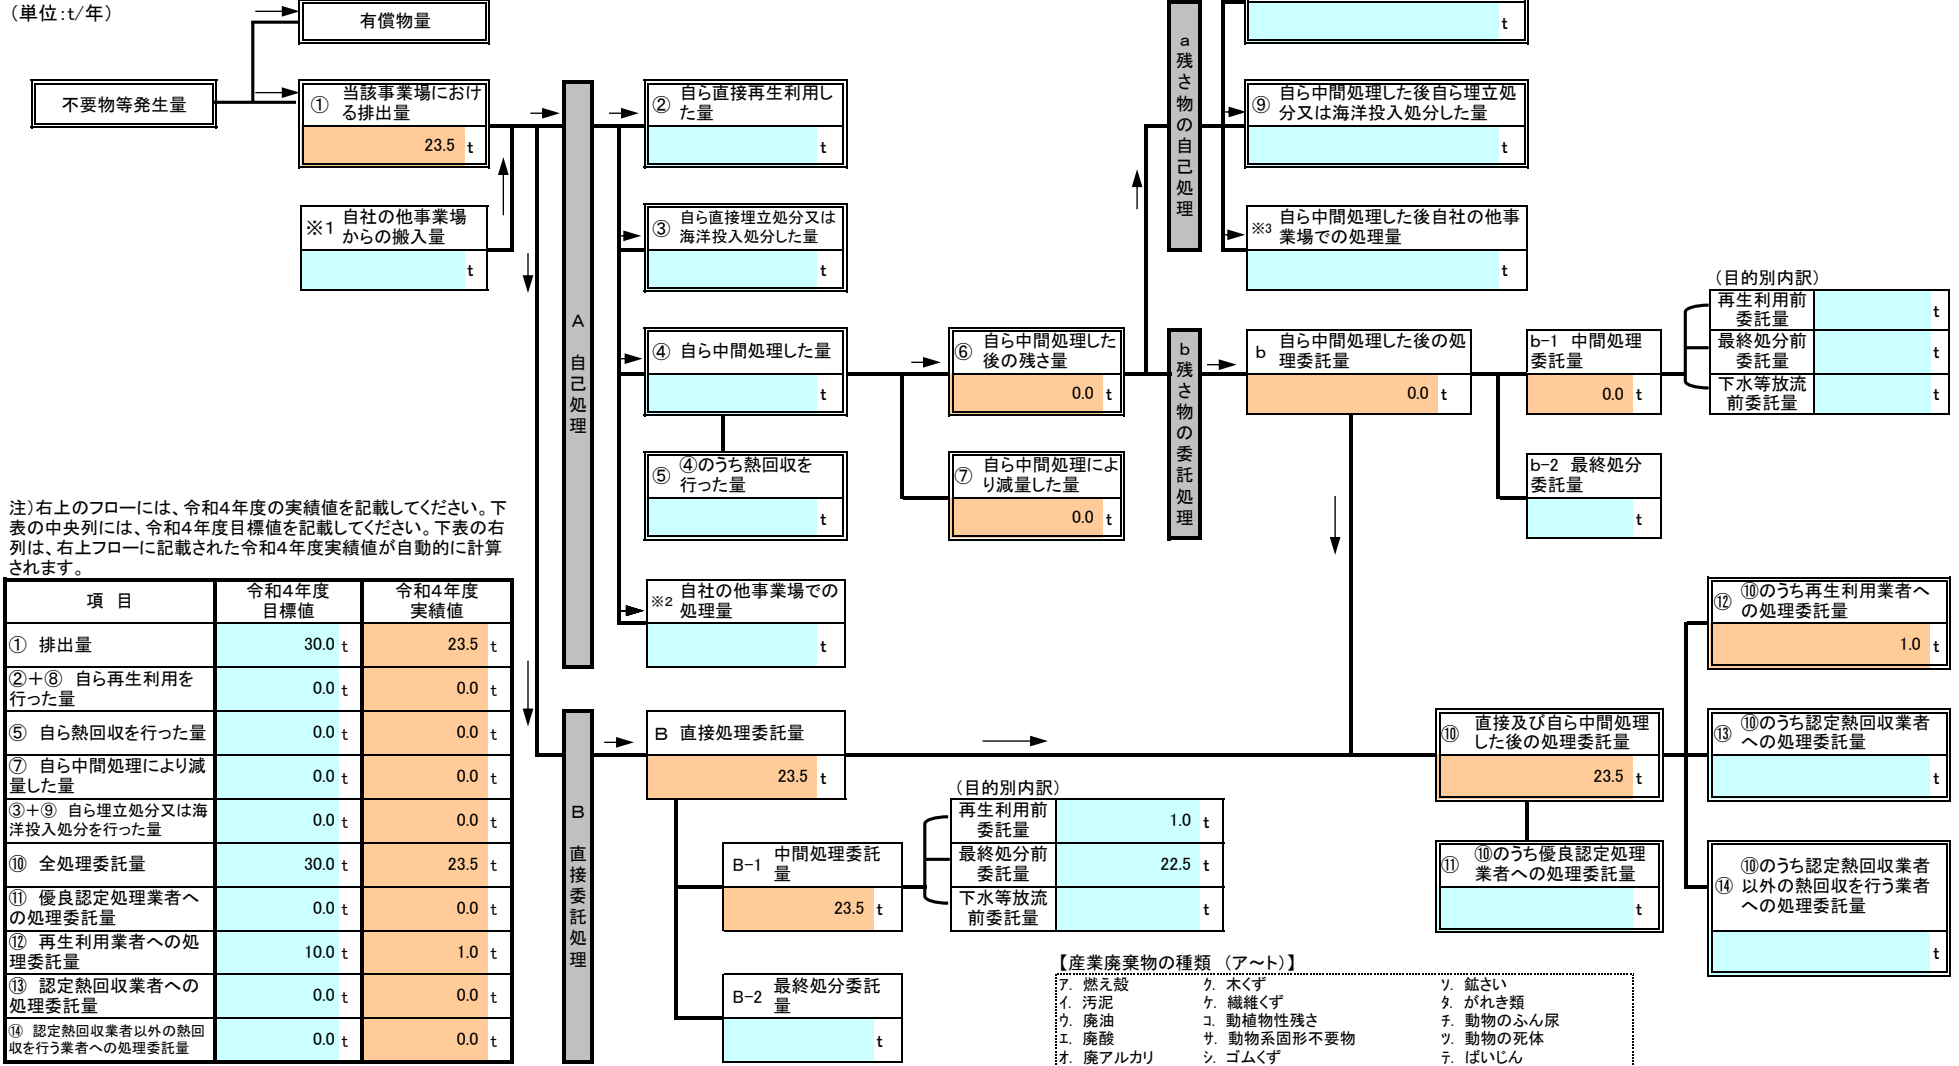 （単位：t/年）
有償物量
不要物等発生量
① 当該事業場におけ
る排出量
23.5 t
※1 自社の他事業場
からの搬入量
t
A 自己処理
② 自ら直接再生利用し
た量
t
③ 自ら直接埋立処分又は
海洋投入処分した量
t
④ 自ら中間処理した量
t
⑤ ④のうち熱回収を
行った量
t
※2 自社の他事業場での
処理量
t
⑥ 自ら中間処理した
後の残さ量
0.0 t
⑦ 自ら中間処理によ
り減量した量
0.0 t
a 残さ物の自己処理
t
⑨ 自ら中間処理した後自ら埋立処
分又は海洋投入処分した量
t
※3 自ら中間処理した後自社の他事
業場での処理量
t
b 残さ物の委託処理
b 自ら中間処理した後の処
理委託量
0.0 t
b-1 中間処理
委託量
0.0 t
b-2 最終処分
委託量
t
（目的別内訳）
再生利用前
委託量
t
最終処分前
委託量
t
下水等放流
前委託量
t
注）右上のフローには、令和4年度の実績値を記載してください。下
表の中央列には、令和4年度目標値を記載してください。下表の右
列は、右上フローに記載された令和4年度実績値が自動的に計算
されます。
項 目
令和4年度
目標値
令和4年度
実績値
① 排出量 30.0 t 23.5 t
②＋⑧ 自ら再生利用を
行った量 0.0 t 0.0 t
⑤ 自ら熱回収を行った量 0.0 t 0.0 t
⑦ 自ら中間処理により減
量した量 0.0 t 0.0 t
③＋⑨ 自ら埋立処分又は海
洋投入処分を行った量 0.0 t 0.0 t
⑩ 全処理委託量 30.0 t 23.5 t
⑪ 優良認定処理業者へ
の処理委託量 0.0 t 0.0 t
⑫ 再生利用業者への処
理委託量 10.0 t 1.0 t
⑬ 認定熱回収業者への
処理委託量 0.0 t 0.0 t
⑭ 認定熱回収業者以外の熱回
収を行う業者への処理委託量 0.0 t 0.0 t
B 直接委託処理
B 直接処理委託量
23.5 t
B-1 中間処理委託
量
23.5 t
B-2 最終処分委託
量
t
（目的別内訳）
再生利用前
委託量
1.0 t
最終処分前
委託量
22.5 t
下水等放流
前委託量
t
⑩ 直接及び自ら中間処理
した後の処理委託量
23.5 t
⑪ ⑩のうち優良認定処理
業者への処理委託量
t
⑫ ⑩のうち再生利用業者へ
の処理委託量
1.0 t
⑬ ⑩のうち認定熱回収業者
への処理委託量
t
⑭ ⑩のうち認定熱回収業者
以外の熱回収を行う業者
への処理委託量
t
【産業廃棄物の種類 （ア～ト）】
ア. 燃え殻 ク. 木くず ソ. 鉱さい
イ. 汚泥 ケ. 繊維くず タ. がれき類
ウ. 廃油 コ. 動植物性残さ チ. 動物のふん尿
エ. 廃酸 サ. 動物系固形不要物 ツ. 動物の死体
オ. 廃アルカリ シ. ゴムくず テ. ばいじん